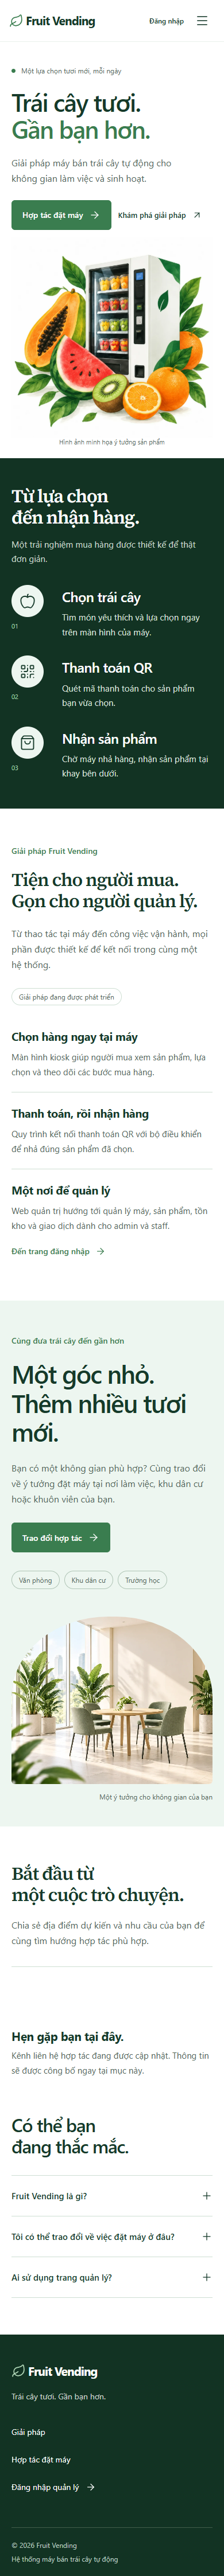 Fruit Vending
Đăng nhập
Một lựa chọn tươi mới, mỗi ngày
Trái cây tươi.
Gần bạn hơn.
Giải pháp máy bán trái cây tự động cho
không gian làm việc và sinh hoạt.
Hợp tác đặt máy
Khám phá giải pháp
Hình ảnh minh họa ý tưởng sản phẩm
Từ lựa chọn
đến nhận hàng.
Một trải nghiệm mua hàng được thiết kế để thật
đơn giản.
01
Chọn trái cây
Tìm món yêu thích và lựa chọn ngay
trên màn hình của máy.
02
Thanh toán QR
Quét mã thanh toán cho sản phẩm
bạn vừa chọn.
03
Nhận sản phẩm
Chờ máy nhả hàng, nhận sản phẩm tại
khay bên dưới.
Giải pháp Fruit Vending
Tiện cho người mua.
Gọn cho người quản lý.
Từ thao tác tại máy đến công việc vận hành, mọi
phần được thiết kế để kết nối trong cùng một
hệ thống.
Giải pháp đang được phát triển
Chọn hàng ngay tại máy
Màn hình kiosk giúp người mua xem sản phẩm, lựa
chọn và theo dõi các bước mua hàng.
Thanh toán, rồi nhận hàng
Quy trình kết nối thanh toán QR với bộ điều khiển
để nhả đúng sản phẩm đã chọn.
Một nơi để quản lý
Web quản trị hướng tới quản lý máy, sản phẩm, tồn
kho và giao dịch dành cho admin và staff.
Đến trang đăng nhập
Cùng đưa trái cây đến gần hơn
Một góc nhỏ.
Thêm nhiều tươi
mới.
Bạn có một không gian phù hợp? Cùng trao đổi
về ý tưởng đặt máy tại nơi làm việc, khu dân cư
hoặc khuôn viên của bạn.
Trao đổi hợp tác
Văn phòng
Khu dân cư
Trường học
Một ý tưởng cho không gian của bạn
Bắt đầu từ
một cuộc trò chuyện.
Chia sẻ địa điểm dự kiến và nhu cầu của bạn để
cùng tìm hướng hợp tác phù hợp.
Hẹn gặp bạn tại đây.
Kênh liên hệ hợp tác đang được cập nhật. Thông tin
sẽ được công bố ngay tại mục này.
Có thể bạn
đang thắc mắc.
Fruit Vending là gì?
Tôi có thể trao đổi về việc đặt máy ở đâu?
Ai sử dụng trang quản lý?
Fruit Vending
Trái cây tươi. Gần bạn hơn.
Giải pháp
Hợp tác đặt máy
Đăng nhập quản lý
© 2026 Fruit Vending
Hệ thống máy bán trái cây tự động